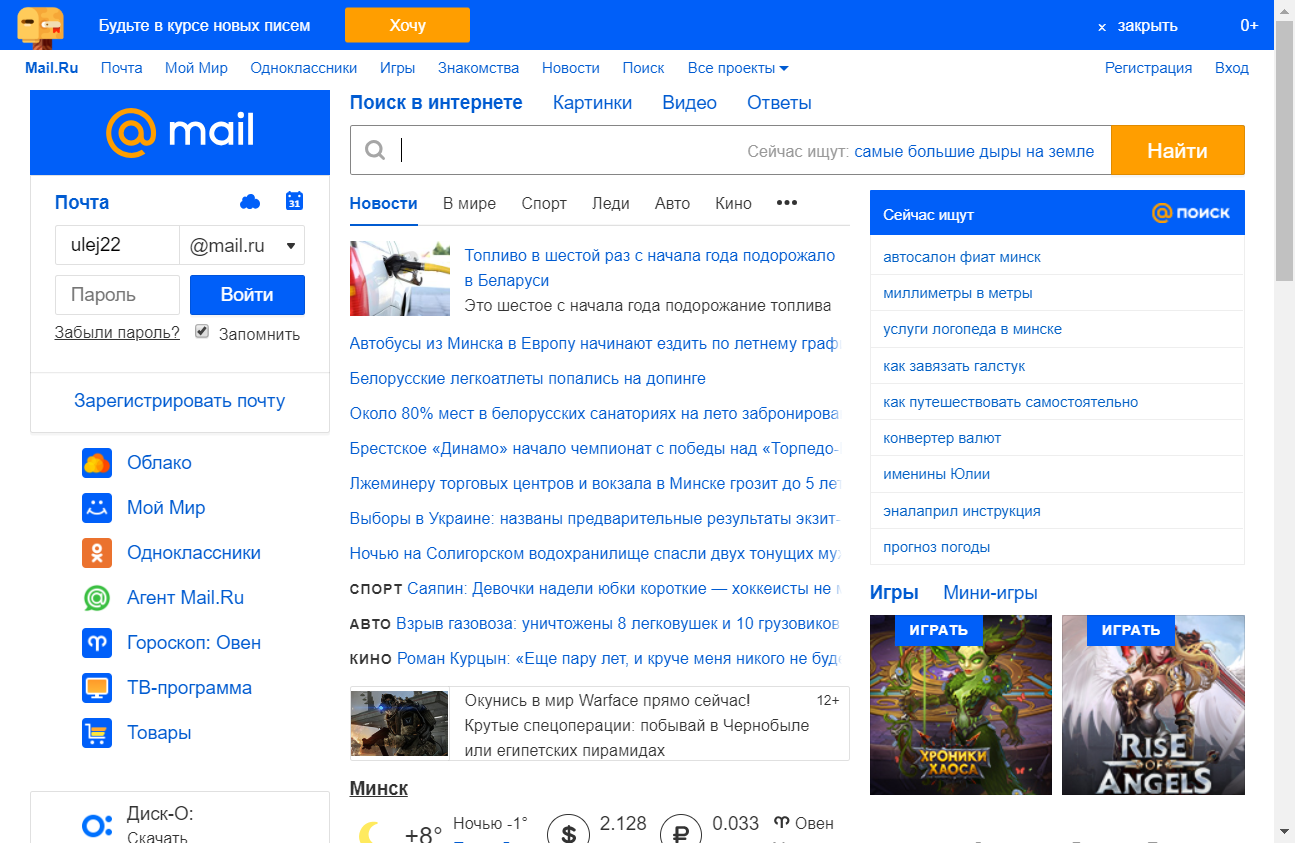 Будьте в курсе новых писем
Хочу
× закрыть
0+
Mail.Ru Почта Мой Мир Одноклассники Игры Знакомства Новости Поиск Все проекты
Регистрация Вход
@mail
Поиск в интернете Картинки Видео Ответы
Сейчас ищут: самые большие дыры на земле
Найти
Почта
31
ulej22
@mail.ru
Пароль
Войти
Забыли пароль?
Запомнить
Зарегистрировать почту
Облако
Мой Мир
Одноклассники
Агент Mail.Ru
Гороскоп: Овен
ТВ-программа
Товары
Диск-О:
Скачать
Новости В мире Спорт Леди Авто Кино •••
Топливо в шестой раз с начала года подорожало
в Беларуси
Это шестое с начала года подорожание топлива
Автобусы из Минска в Европу начинают ездить по летнему граф
Белорусские легкоатлеты попались на допинге
Около 80% мест в белорусских санаториях на лето забронирова
Брестское «Динамо» начало чемпионат с победы над «Торпедо-
Лжеминеру торговых центров и вокзала в Минске грозит до 5 лет
Выборы в Украине: названы предварительные результаты экзит-
Ночью на Солигорском водохранилище спасли двух тонущих муж
СПОРТ Саяпин: Девочки надели юбки короткие — хоккеисты не
АВТО Взрыв газовоза: уничтожены 8 легковушек и 10 грузовиков
КИНО Роман Курцын: «Еще пару лет, и круче меня никого не буде
Окунись в мир Warface прямо сейчас!
12+
Крутые спецоперации: побывай в Чернобыле
или египетских пирамидах
Минск
+8°
Ночью -1°
$
2.128
₽
0.033
Овен
Сейчас ищут
@ПОИСК
автосалон фиат минск
миллиметры в метры
услуги логопеда в минске
как завязать галстук
как путешествовать самостоятельно
конвертер валют
именины Юлии
эналаприл инструкция
прогноз погоды
Игры Мини-игры
ИГРАТЬ
ХРОНИКИ
ХАОСА
ИГРАТЬ
RISE
OF
ANGELS